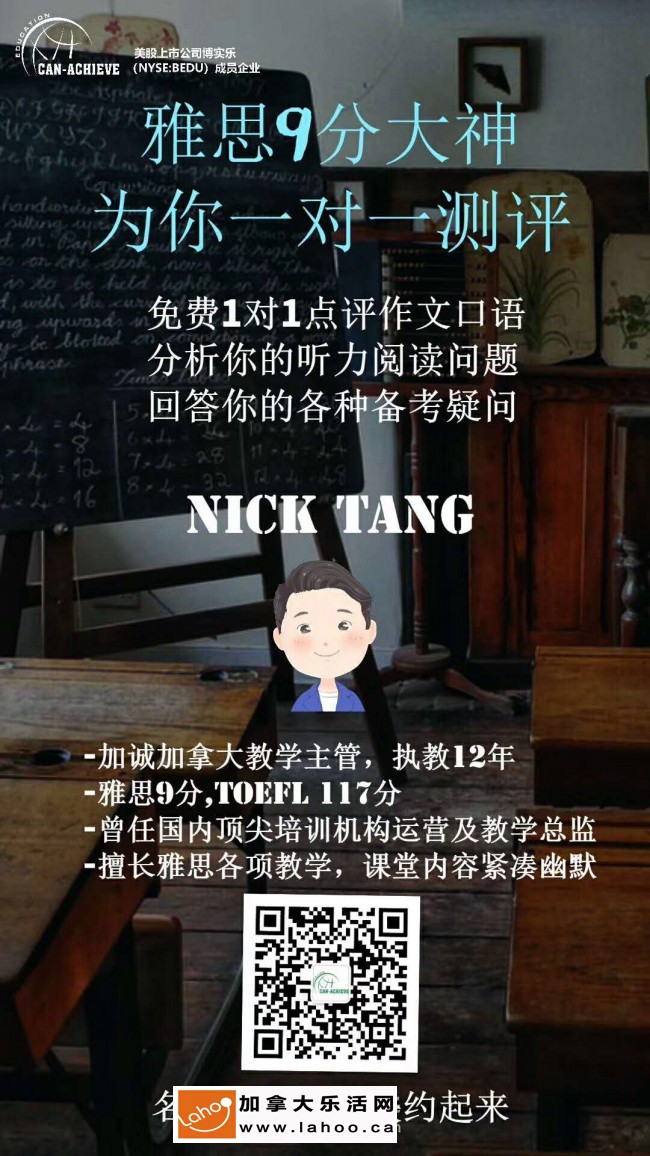 EDUCATION
CAN-ACHIEVE
美股上市公司博实乐
(NYSE:BEDU) 成员企业
雅思9分大神
为你一对一测评
免费1对1点评作文口语
分析你的听力阅读问题
回答你的各种备考疑问
NICK TANG
-加诚加拿大教学主管，执教12年
-雅思9分,TOEFL 117分
-曾任国内顶尖培训机构运营及教学总监
-擅长雅思各项教学，课堂内容紧凑幽默
CAN-ACHIEVE
名
约起来
Lahoo
加拿大乐活网
www.lahoo.ca